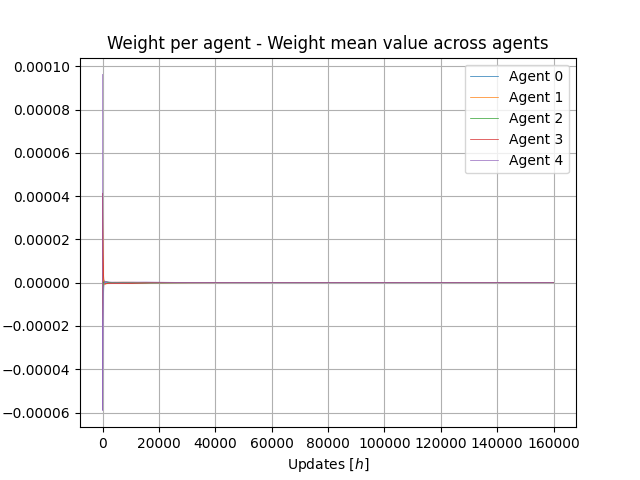 Weight per agent - Weight mean value across agents
0.00010
0.00008
0.00006
0.00004
0.00002
0.00000
−0.00002
−0.00004
−0.00006
Agent 0
Agent 1
Agent 2
Agent 3
Agent 4
0 20000 40000 60000 80000 100000 120000 140000 160000
Updates [h]